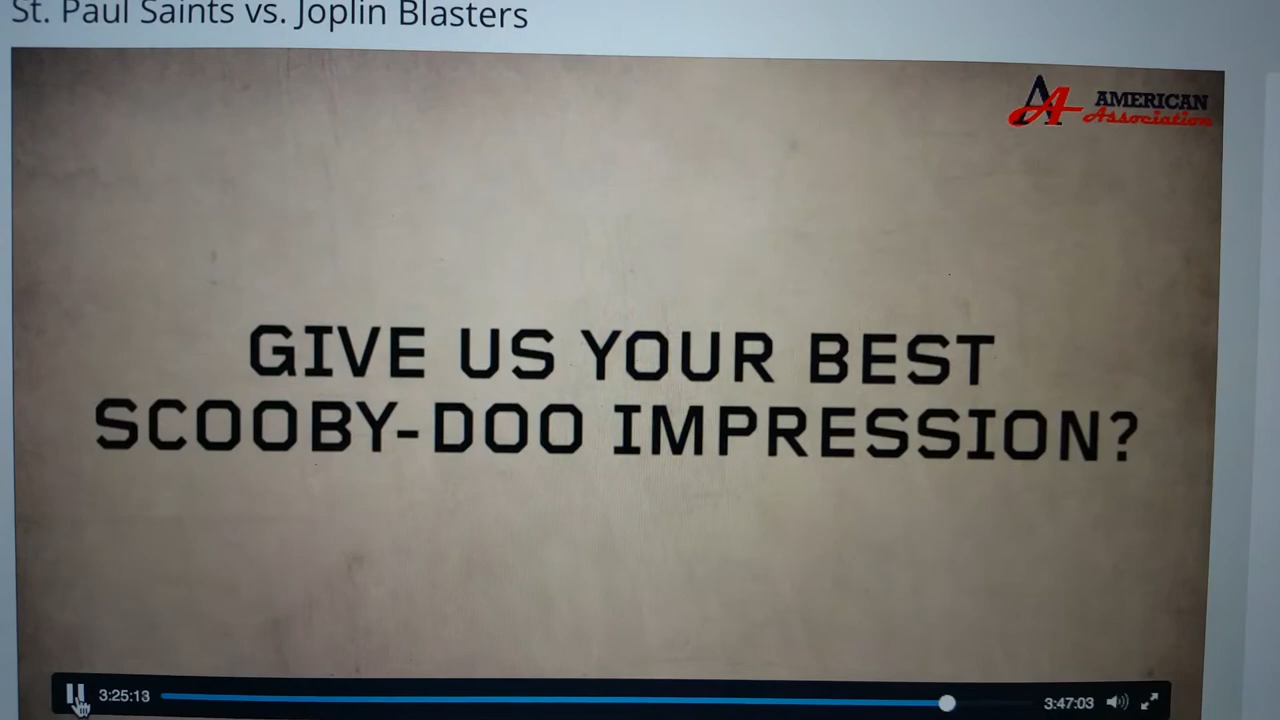 St. Paul Saints vs. Joplin Blasters
AA AMERICAN
Association
GIVE US YOUR BEST
SCOOBY-DOO IMPRESSION?
3:25:13
3:47:03